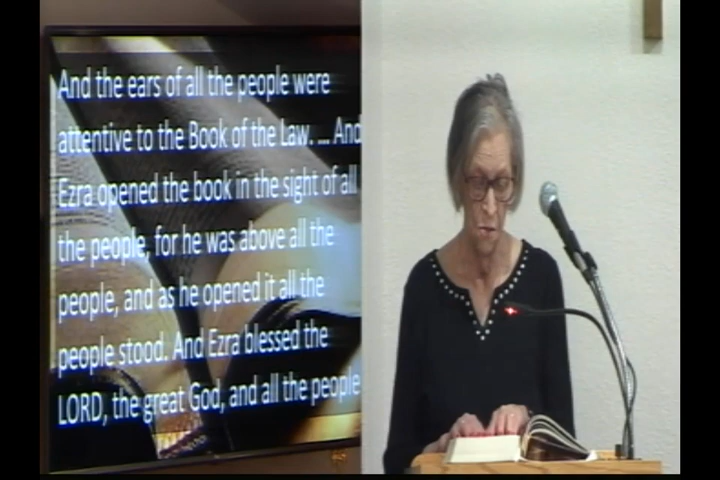 And the ears of all the people were
attentive to the Book of the Law. ... And
Ezra opened the book in the sight of all
the people, for he was above all the
people, and as he opened it all the
people stood. And Ezra blessed the
LORD, the great God, and all the people